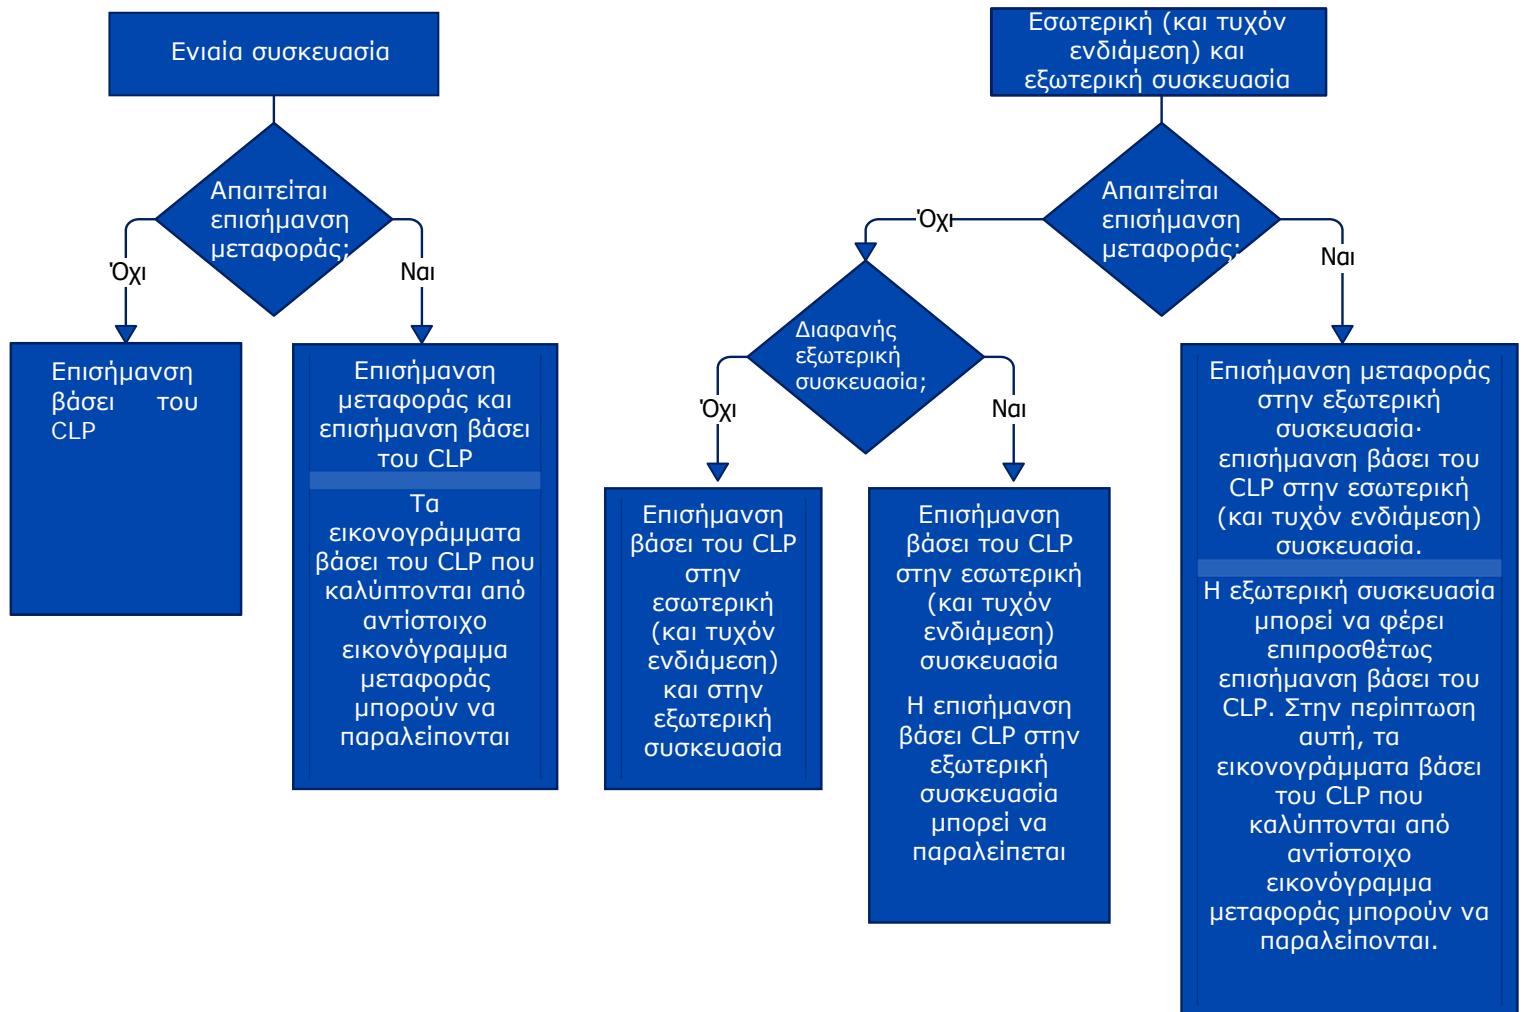 Ενιαία συσκευασία
Απαιτείται
επισήμανση
μεταφοράς;
Όχι
Ναι
Επισήμανση
βάσει του
CLP
Επισήμανση
μεταφοράς και
επισήμανση βάσει
του CLP
Τα
εικονογράμματα
βάσει του CLP που
καλύπτονται από
αντίστοιχο
εικονόγραμμα
μεταφοράς
μπορούν να
παραλείπονται
Εσωτερική (και τυχόν
ενδιάμεση) και
εξωτερική συσκευασία
Απαιτείται
επισήμανση
μεταφοράς;
Όχι
Ναι
Διαφανής
εξωτερική
συσκευασία;
Όχι
Ναι
Επισήμανση
βάσει του CLP
στην
εσωτερική
(και τυχόν
ενδιάμεση)
και στην
εξωτερική
συσκευασία
Επισήμανση
βάσει του CLP
στην εσωτερική
(και τυχόν
ενδιάμεση)
συσκευασία
Η επισήμανση
βάσει CLP στην
εξωτερική
συσκευασία
μπορεί να
παραλείπεται
Επισήμανση μεταφοράς
στην εξωτερική
συσκευασία·
επισήμανση βάσει του
CLP στην εσωτερική
(και τυχόν ενδιάμεση)
συσκευασία.
Η εξωτερική συσκευασία
μπορεί να φέρει
επιπροσθέτως
επισήμανση βάσει του
CLP. Στην περίπτωση
αυτή, τα
εικονογράμματα βάσει
του CLP που
καλύπτονται από
αντίστοιχο
εικονόγραμμα
μεταφοράς μπορούν να
παραλείπονται.